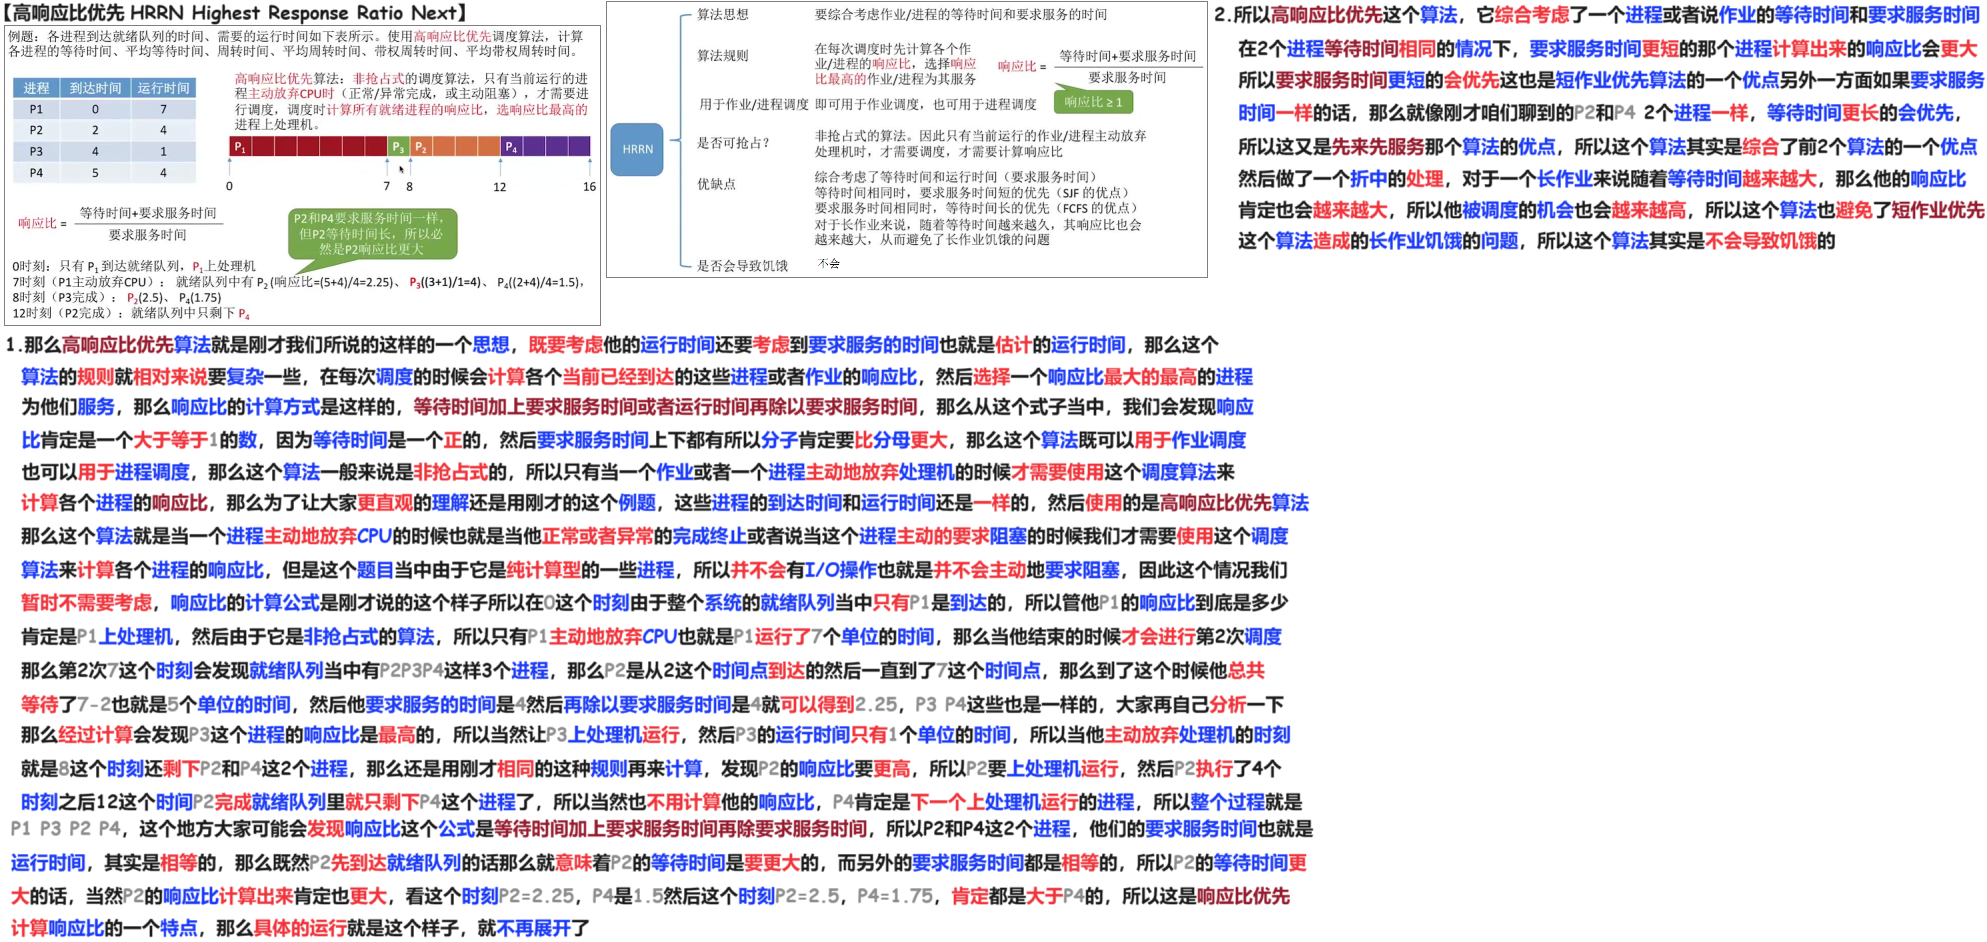 【高响应比优先 HRRN Highest Response Ratio Next】
例题：各进程到达就绪队列的时间、需要的运行时间如下表所示。使用高响应比优先调度算法，计算
各进程的等待时间、平均等待时间、周转时间、平均周转时间、带权周转时间、平均带权周转时间。
进程 到达时间 运行时间
P1 0 7
P2 2 4
P3 4 1
P4 5 4
高响应比优先算法：非抢占式的调度算法，只有当前运行的进
程主动放弃CPU时（正常/异常完成，或主动阻塞），才需要进
行调度，调度时计算所有就绪进程的响应比，选响应比最高的
进程上处理机。
P1 P3 P2 P4
0 7 8 12 16
响应比 = 等待时间+要求服务时间
要求服务时间
P2和P4要求服务时间一样，
但P2等待时间长，所以必
然是P2响应比更大
0时刻：只有 P1 到达就绪队列，P1上处理机
7时刻（P1主动放弃CPU）：就绪队列中有 P2 (响应比=(5+4)/4=2.25)、 P3((3+1)/1=4)、 P4((2+4)/4=1.5)，
8时刻（P3完成）： P2(2.5)、 P4(1.75)
12时刻（P2完成）：就绪队列中只剩下 P4
HRRN
算法思想 要综合考虑作业/进程的等待时间和要求服务的时间
算法规则 在每次调度时先计算各个作
业/进程的响应比，选择响应
比最高的作业/进程为其服务
响应比 = 等待时间+要求服务时间
要求服务时间
响应比 ≥ 1
用于作业/进程调度 即可用于作业调度，也可用于进程调度
是否可抢占？ 非抢占式的算法。因此只有当前运行的作业/进程主动放弃
处理机时，才需要调度，才需要计算响应比
优缺点 综合考虑了等待时间和运行时间（要求服务时间）
等待时间相同时，要求服务时间短的优先（SJF 的优点）
要求服务时间相同时，等待时间长的优先（FCFS 的优点）
对于长作业来说，随着等待时间越来越久，其响应比也会
越来越大，从而避免了长作业饥饿的问题
是否会导致饥饿 不会
2.所以高响应比优先这个算法，它综合考虑了一个进程或者说作业的等待时间和要求服务时间
在2个进程等待时间相同的情况下，要求服务时间更短的那个进程计算出来的响应比会更大
所以要求服务时间更短的会优先这也是短作业优先算法的一个优点另外一方面如果要求服务
时间一样的话，那么就像刚才咱们聊到的P2和P4 2个进程一样，等待时间更长的会优先，
所以这又是先来先服务那个算法的优点，所以这个算法其实是综合了前2个算法的一个优点
然后做了一个折中的处理，对于一个长作业来说随着等待时间越来越大，那么他的响应比
肯定也会越来越大，所以他被调度的机会也会越来越高，所以这个算法也避免了短作业优先
这个算法造成的长作业饥饿的问题，所以这个算法其实是不会导致饥饿的
1.那么高响应比优先算法就是刚才我们所说的这样的一个思想，既要考虑他的运行时间还要考虑到要求服务的时间也就是估计的运行时间，那么这个
算法的规则就相对来说要复杂一些，在每次调度的时候会计算各个当前已经到达的这些进程或者作业的响应比，然后选择一个响应比最大的最高的进程
为他们服务，那么响应比的计算方式是这样的，等待时间加上要求服务时间或者运行时间再除以要求服务时间，那么从这个式子当中，我们会发现响应
比肯定是一个大于等于1的数，因为等待时间是一个正的，然后要求服务时间上下都有所以分子肯定要比分母更大，那么这个算法既可以用于作业调度
也可以用于进程调度，那么这个算法一般来说是非抢占式的，所以只有当一个作业或者一个进程主动地放弃处理机的时候才需要使用这个调度算法来
计算各个进程的响应比，那么为了让大家更直观的理解还是用刚才的这个例题，这些进程的到达时间和运行时间还是一样的，然后使用的是高响应比优先算法
那么这个算法就是当一个进程主动地放弃CPU的时候也就是当他正常或者异常的完成终止或者说当这个进程主动的要求阻塞的时候我们才需要使用这个调度
算法来计算各个进程的响应比，但是这个题目当中由于它是纯计算型的一些进程，所以并不会有I/O操作也就是并不会主动地要求阻塞，因此这个情况我们
暂时不需要考虑，响应比的计算公式是刚才说的这个样子所以在0这个时刻由于整个系统的就绪队列当中只有P1是到达的，所以管他P1的响应比到底是多少
肯定是P1上处理机，然后由于它是非抢占式的算法，所以只有P1主动地放弃CPU也就是P1运行了7个单位的时间，那么当他结束的时候才会进行第2次调度
那么第2次7这个时刻会发现就绪队列当中有P2P3P4这样3个进程，那么P2是从2这个时间点到达的然后一直到了7这个时间点，那么到了这个时候他总共
等待了7-2也就是5个单位的时间，然后他要求服务的时间是4然后再除以要求服务时间是4就可以得到2.25，P3 P4这些也是一样的，大家再自己分析一下
那么经过计算会发现P3这个进程的响应比是最高的，所以当然让P3上处理机运行，然后P3的运行时间只有1个单位的时间，所以当他主动放弃处理机的时刻
就是8这个时刻还剩下P2和P4这2个进程，那么还是用刚才相同的这种规则再来计算，发现P2的响应比要更高，所以P2要上处理机运行，然后P2执行了4个
时刻之后12这个时间P2完成就绪队列里就只剩下P4这个进程了，所以当然也不用计算他的响应比，P4肯定是下一个上处理机运行的进程，所以整个过程就是
P1 P3 P2 P4，这个地方大家可能会发现响应比这个公式是等待时间加上要求服务时间再除要求服务时间，所以P2和P4这2个进程，他们的要求服务时间也就是
运行时间，其实是相等的，那么既然P2先到达就绪队列的话那么就意味着P2的等待时间是要更大的，而另外的要求服务时间都是相等的，所以P2的等待时间更
大的话，当然P2的响应比计算出来肯定也更大，看这个时刻P2=2.25，P4是1.5然后这个时刻P2=2.5，P4=1.75，肯定都是大于P4的，所以这是响应比优先
计算响应比的一个特点，那么具体的运行就是这个样子，就不再展开了